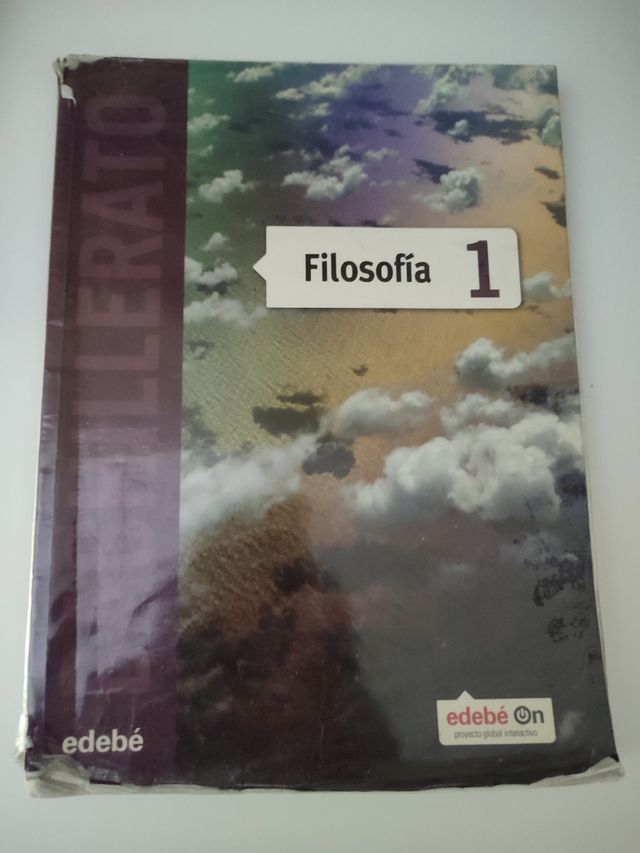 BACHILLERATO
Filosofía 1
edebé
edebé On
proyecto global interactivo